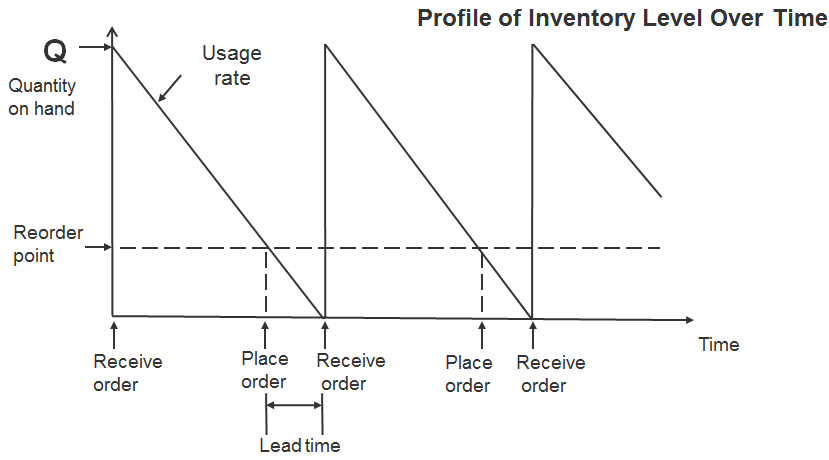 Profile of Inventory Level Over Time
Q
Quantity
on hand
Usage
rate
Reorder
point
Time
Receive
order
Place
order
Receive
order
Place
order
Receive
order
Lead time